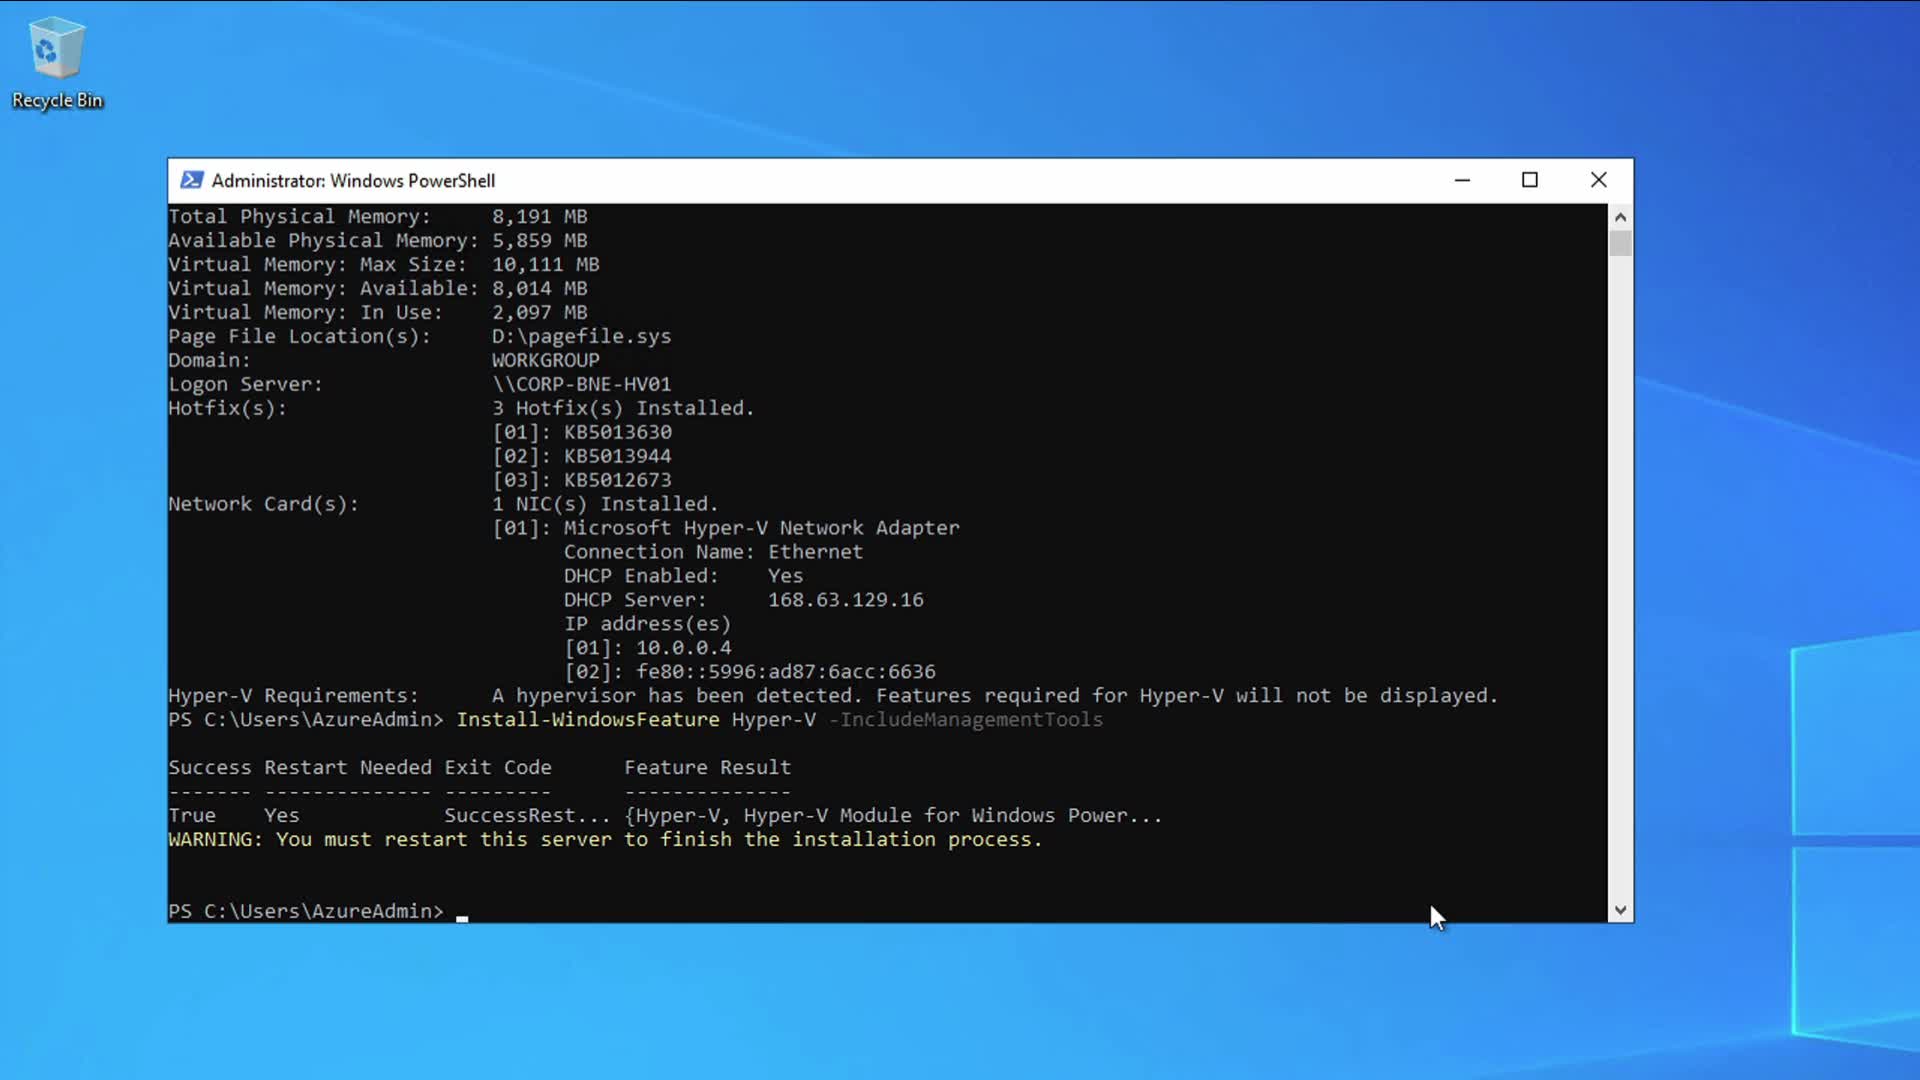 Recycle Bin
Administrator: Windows PowerShell
Total Physical Memory:     8,191 MB
Available Physical Memory: 5,859 MB
Virtual Memory: Max Size:  10,111 MB
Virtual Memory: Available: 8,014 MB
Virtual Memory: In Use:    2,097 MB
Page File Location(s):     D:\pagefile.sys
Domain:                    WORKGROUP
Logon Server:              \\CORP-BNE-HV01
Hotfix(s):                 3 Hotfix(s) Installed.
                           [01]: KB5013630
                           [02]: KB5013944
                           [03]: KB5012673
Network Card(s):           1 NIC(s) Installed.
                           [01]: Microsoft Hyper-V Network Adapter
                                 Connection Name: Ethernet
                                 DHCP Enabled:    Yes
                                 DHCP Server:     168.63.129.16
                                 IP address(es)
                                 [01]: 10.0.0.4
                                 [02]: fe80::5996:ad87:6acc:6636
Hyper-V Requirements:      A hypervisor has been detected. Features required for Hyper-V will not be displayed.
PS C:\Users\AzureAdmin> Install-WindowsFeature Hyper-V -IncludeManagementTools
Success Restart Needed Exit Code      Feature Result
------- -------------- ---------      --------------
True    Yes            SuccessRest... {Hyper-V, Hyper-V Module for Windows Power...
WARNING: You must restart this server to finish the installation process.
PS C:\Users\AzureAdmin>